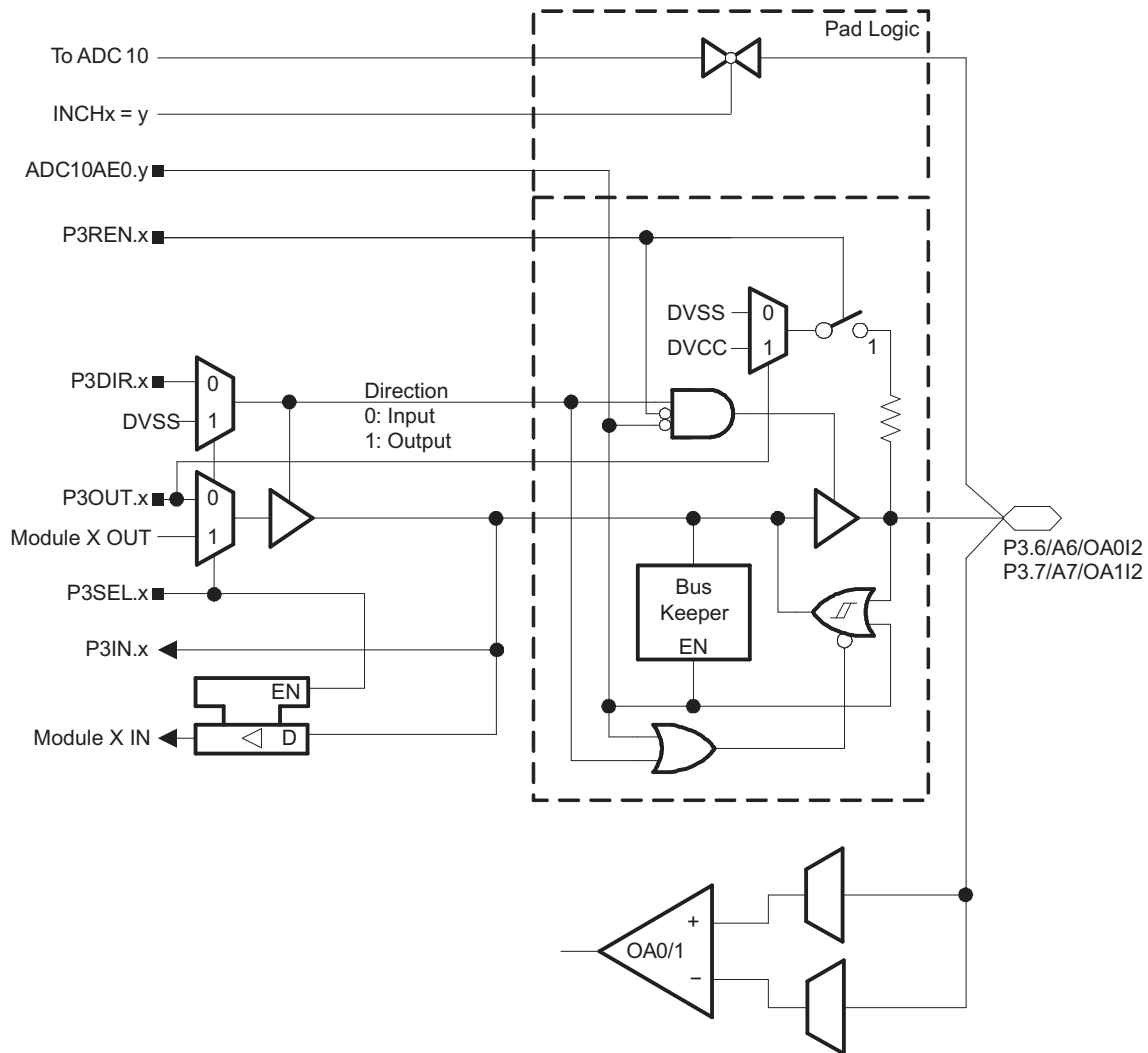 Pad Logic
To ADC 10
INCHx = y
ADC10AE0.y
P3REN.x
DVSS
0
DVCC
1
1
P3DIR.x
0
DVSS
1
Direction
0: Input
1: Output
P3OUT.x
0
Module X OUT
1
P3.6/A6/OA0I2
P3.7/A7/OA1I2
P3SEL.x
Bus
Keeper
EN
P3IN.x
EN
Module X IN
D
+
OA0/1
−